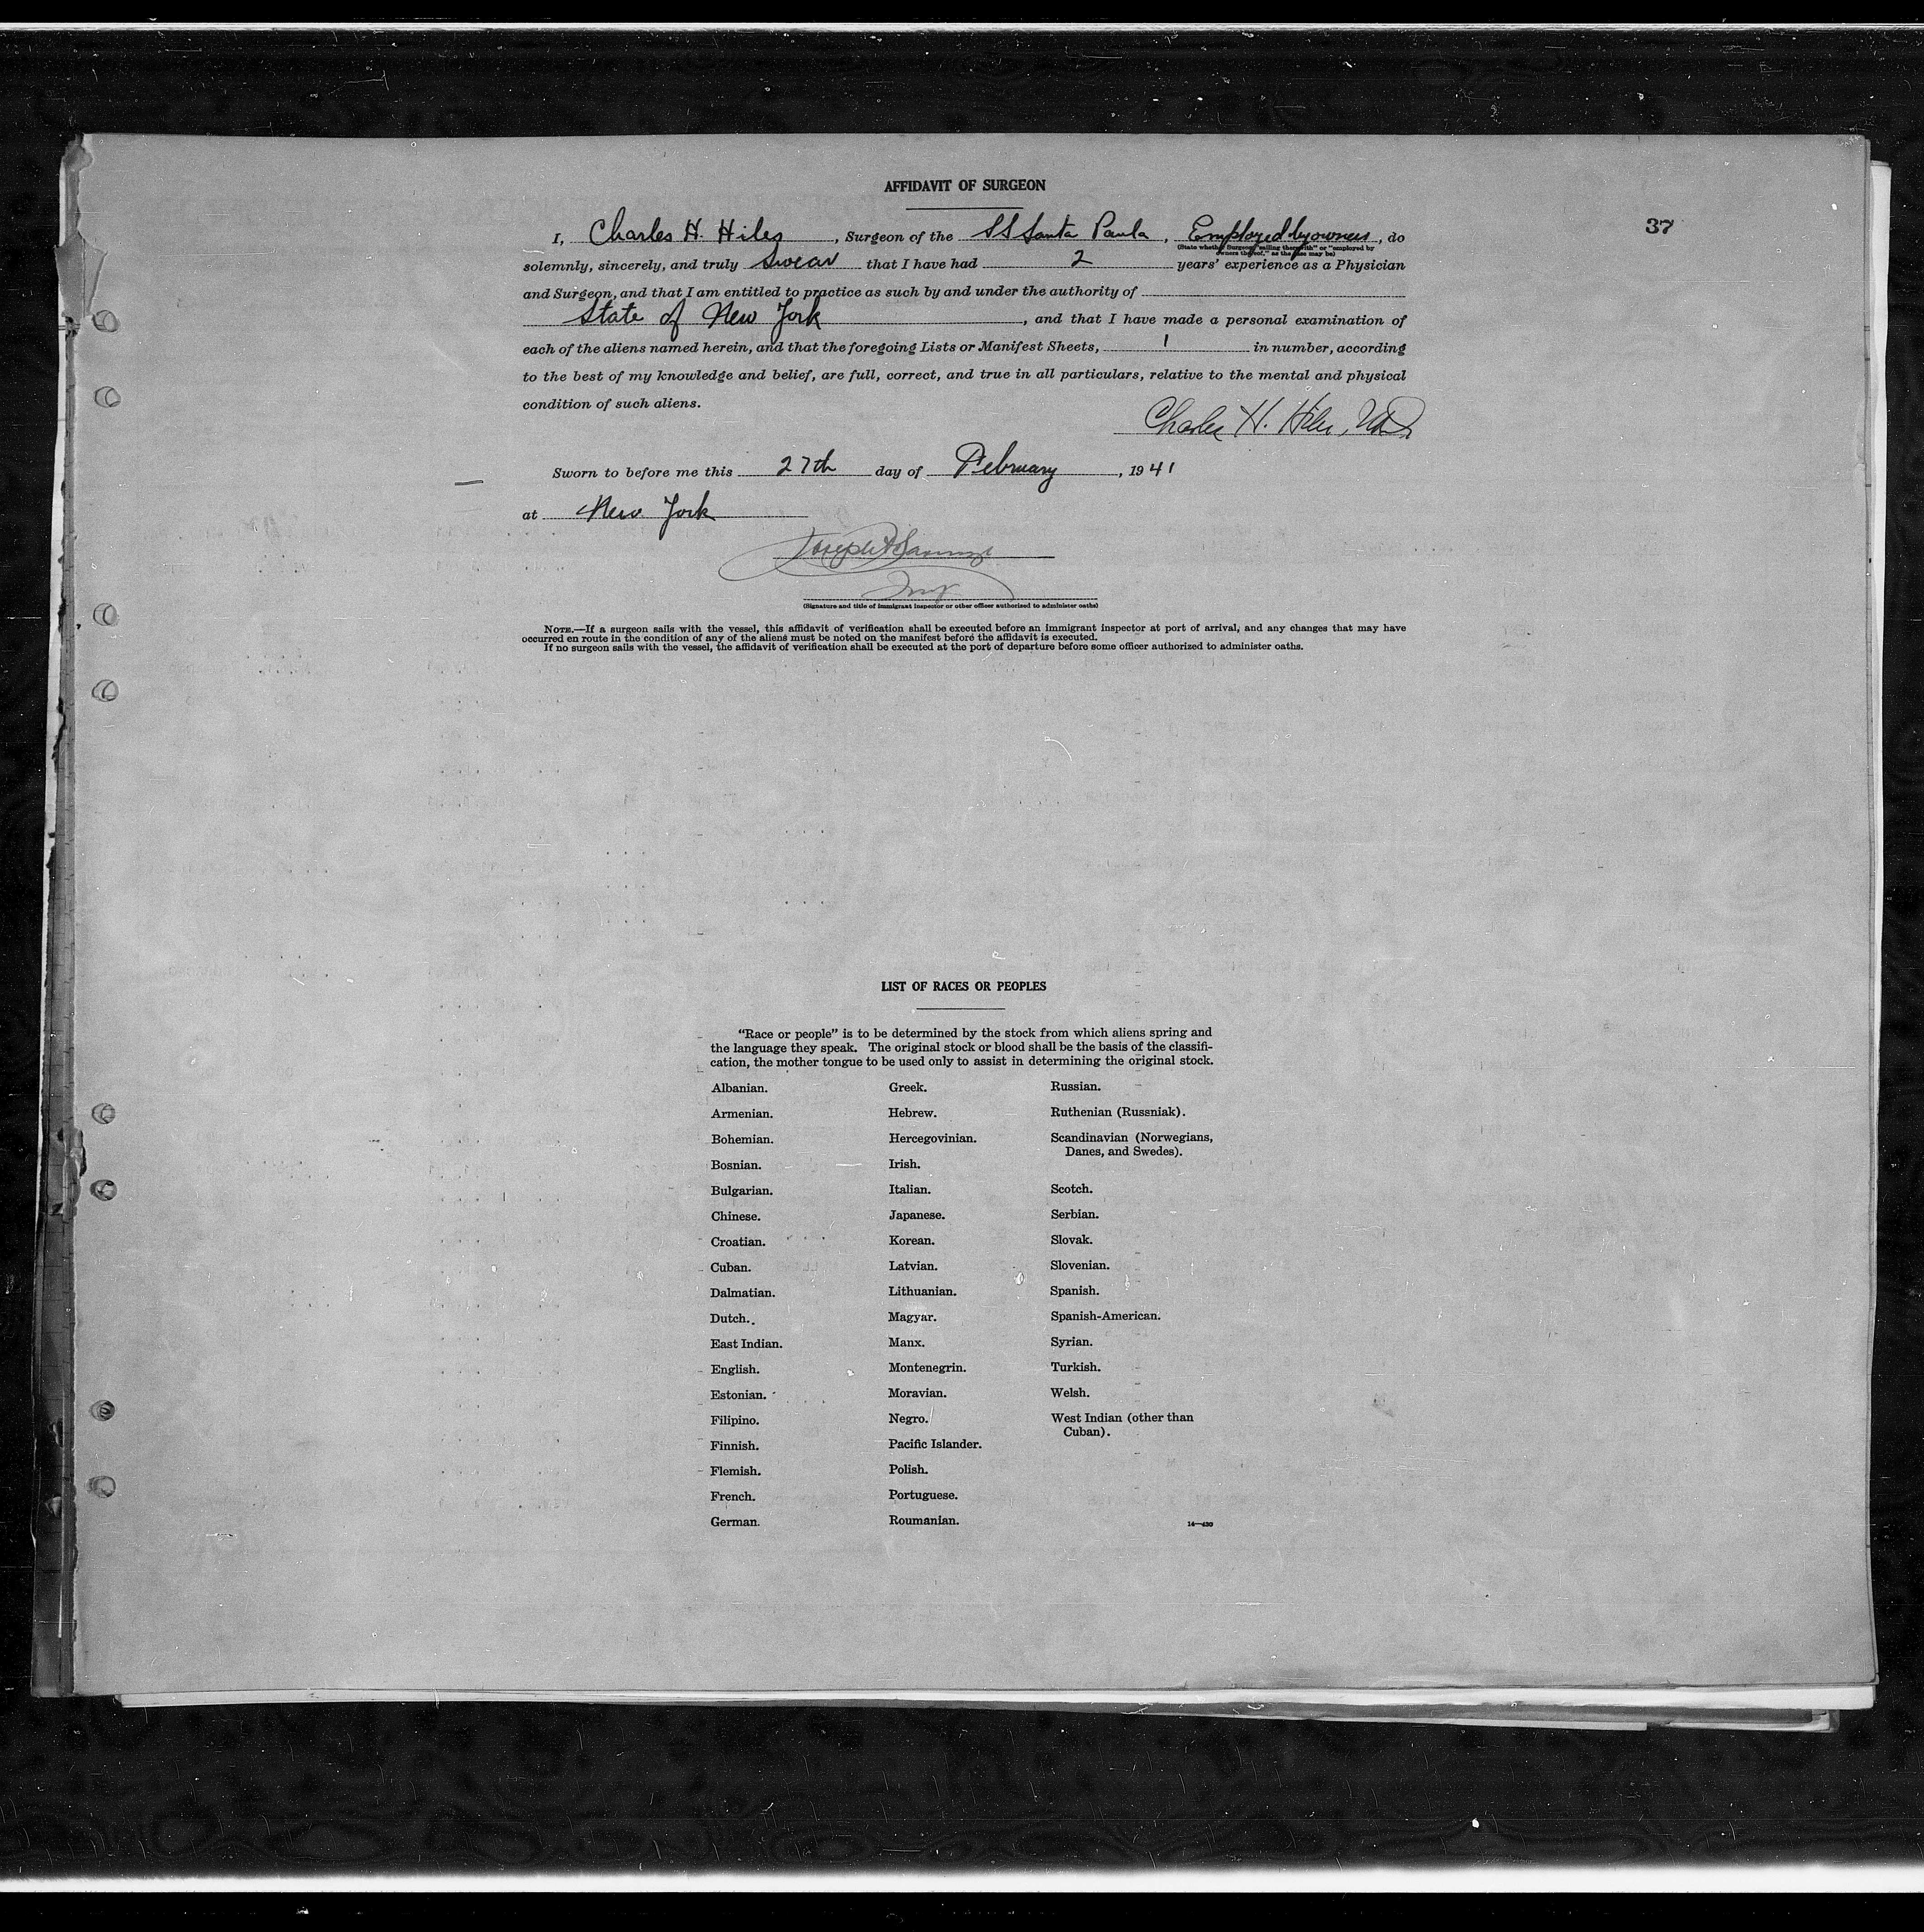 AFFIDAVIT OF SURGEON
37
I, Charles H. Hiles, Surgeon of the SS Santa Paula, Employed by owners, do
(State whether "Surgeon sailing therewith" or "employed by
owners thereof," as the case may be)
solemnly, sincerely, and truly swear that I have had 2 years' experience as a Physician
and Surgeon, and that I am entitled to practice as such by and under the authority of
State of New York, and that I have made a personal examination of
each of the aliens named herein, and that the foregoing Lists or Manifest Sheets, 1 in number, according
to the best of my knowledge and belief, are full, correct, and true in all particulars, relative to the mental and physical
condition of such aliens.
Charles H. Hiles, M.D.
Sworn to before me this 27th day of February, 1941
at New York
Joseph
(Signature and title of immigrant inspector or other officer authorized to administer oaths)
NOTE.—If a surgeon sails with the vessel, this affidavit of verification shall be executed before an immigrant inspector at port of arrival, and any changes that may have
occurred en route in the condition of any of the aliens must be noted on the manifest before the affidavit is executed.
If no surgeon sails with the vessel, the affidavit of verification shall be executed at the port of departure before some officer authorized to administer oaths.
LIST OF RACES OR PEOPLES
"Race or people" is to be determined by the stock from which aliens spring and
the language they speak. The original stock or blood shall be the basis of the classifi-
cation, the mother tongue to be used only to assist in determining the original stock.
Albanian.
Armenian.
Bohemian.
Bosnian.
Bulgarian.
Chinese.
Croatian.
Cuban.
Dalmatian.
Dutch.
East Indian.
English.
Estonian.
Filipino.
Finnish.
Flemish.
French.
German.
Greek.
Hebrew.
Hercegovinian.
Irish.
Italian.
Japanese.
Korean.
Latvian.
Lithuanian.
Magyar.
Manx.
Montenegrin.
Moravian.
Negro.
Pacific Islander.
Polish.
Portuguese.
Roumanian.
Russian.
Ruthenian (Russniak).
Scandinavian (Norwegians,
Danes, and Swedes).
Scotch.
Serbian.
Slovak.
Slovenian.
Spanish.
Spanish-American.
Syrian.
Turkish.
Welsh.
West Indian (other than
Cuban).
14—430